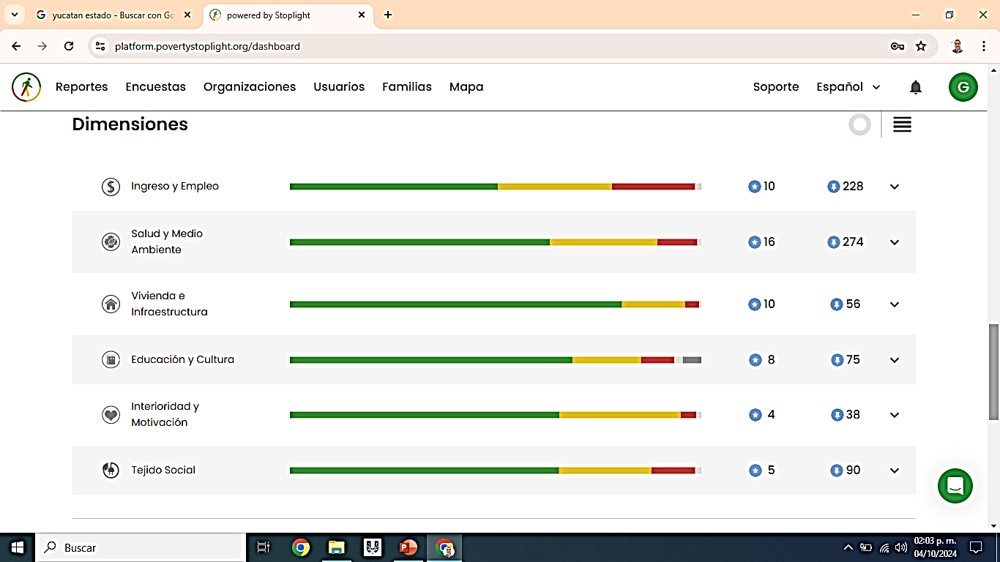 yucatan estado - Buscar con Go
powered by Stoplight
platform.povertystoplight.org/dashboard
Reportes Encuestas Organizaciones Usuarios Familias Mapa Soporte Español G
Dimensiones
Ingreso y Empleo 10 228
Salud y Medio
Ambiente 16 274
Vivienda e
Infraestructura 10 56
Educación y Cultura 8 75
Interioridad y
Motivación 4 38
Tejido Social 5 90
Buscar
02:03 p. m.
04/10/2024